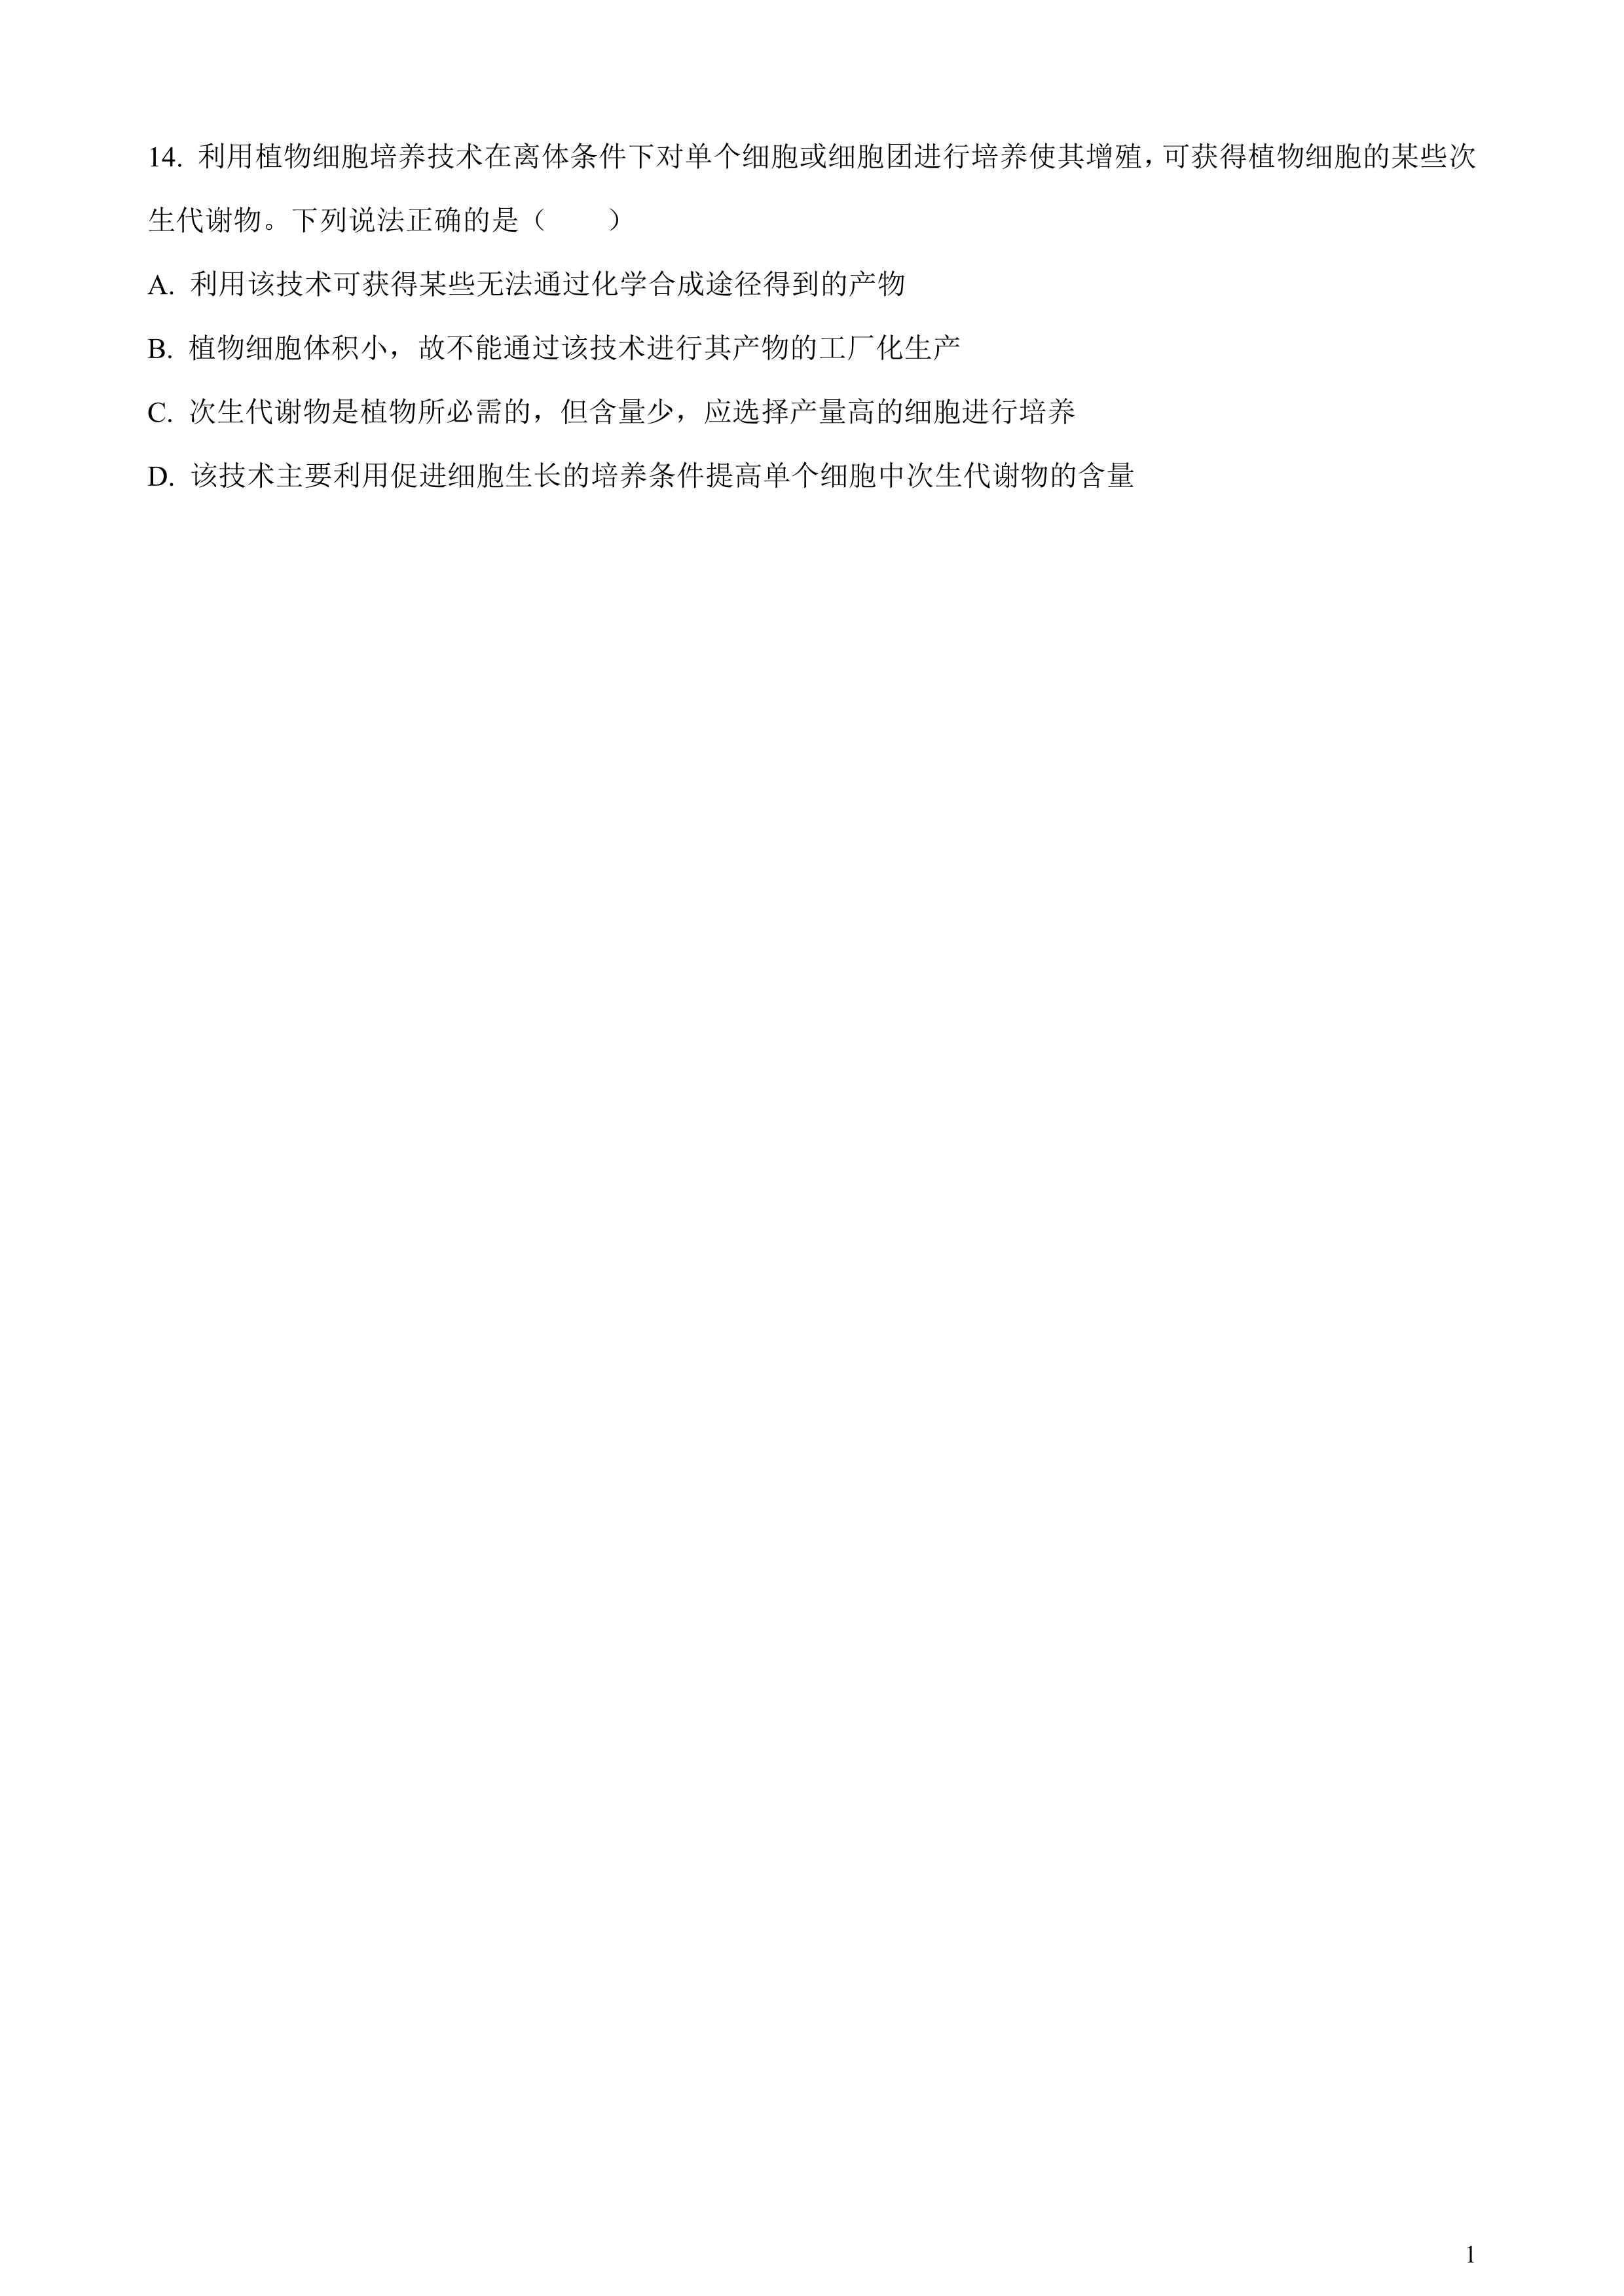 14. 利用植物细胞培养技术在离体条件下对单个细胞或细胞团进行培养使其增殖，可获得植物细胞的某些次
生代谢物。下列说法正确的是（　　）
A. 利用该技术可获得某些无法通过化学合成途径得到的产物
B. 植物细胞体积小，故不能通过该技术进行其产物的工厂化生产
C. 次生代谢物是植物所必需的，但含量少，应选择产量高的细胞进行培养
D. 该技术主要利用促进细胞生长的培养条件提高单个细胞中次生代谢物的含量
1